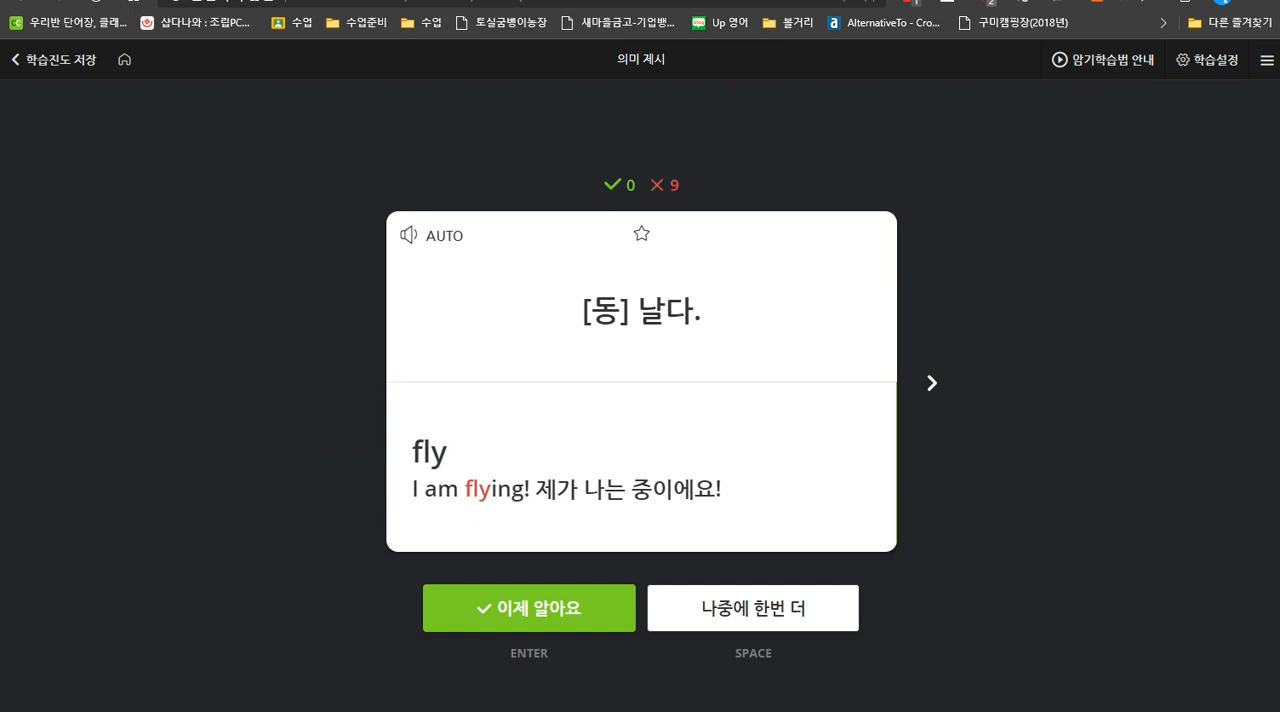 우리반 단어장, 클래... 샵다나와 : 조립PC... 수업 수업준비 수업 토실굼벵이농장 새마을금고-기업뱅... Up 영어 볼거리 AlternativeTo - Cro... 구미캠핑장(2018년) 다른 즐겨찾기
학습진도 저장 의미 제시 암기학습법 안내 학습설정
0 9
AUTO
[동] 날다.
fly
I am flying! 제가 나는 중이에요!
이제 알아요 나중에 한번 더
ENTER SPACE